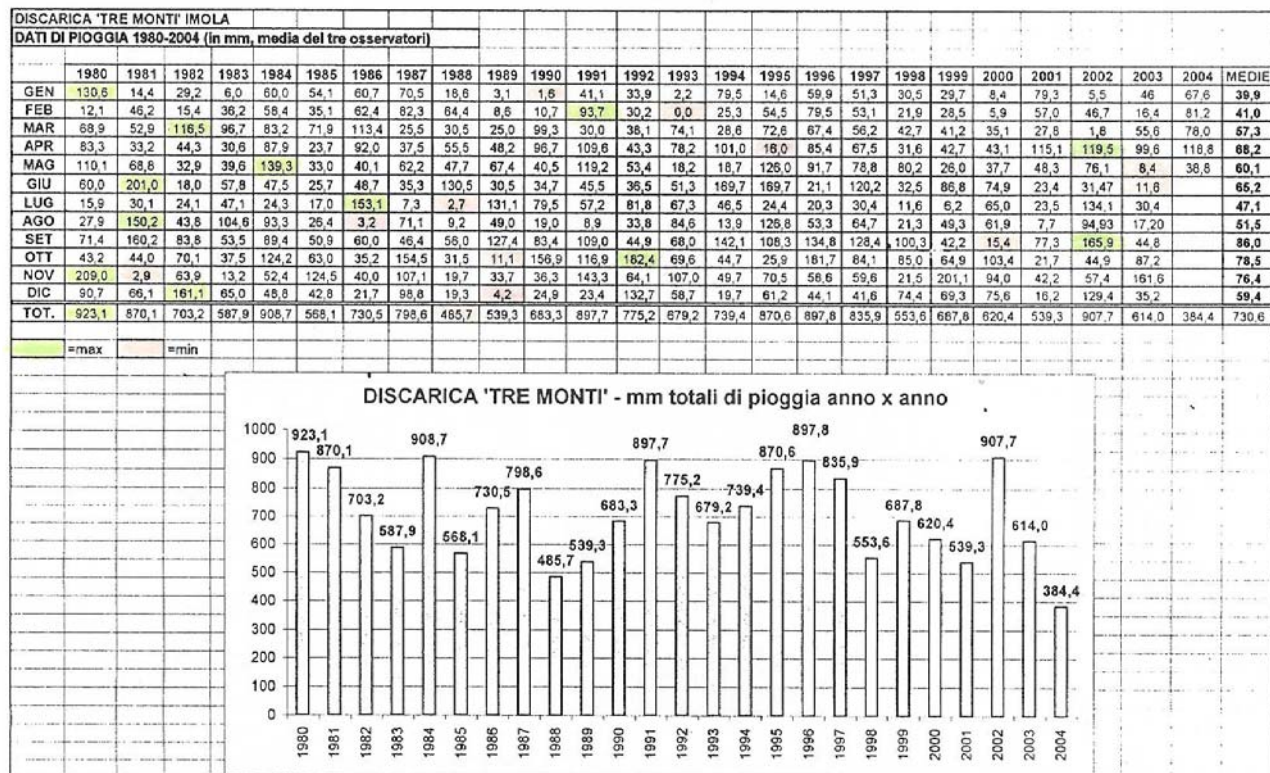 DISCARICA 'TRE MONTI' IMOLA
DATI DI PIOGGIA 1980-2004 (in mm, media dei tre osservatori)
1980 1981 1982 1983 1984 1985 1986 1987 1988 1989 1990 1991 1992 1993 1994 1995 1996 1997 1998 1999 2000 2001 2002 2003 2004 MEDIE
GEN 130,6 14,4 29,2 6,0 60,0 54,1 60,7 70,5 18,6 3,1 1,6 41,1 33,9 2,2 79,5 14,6 59,9 51,3 30,5 29,7 8,4 79,3 5,5 46 67,6 39,9
FEB 12,1 46,2 15,4 36,2 58,4 35,1 62,4 82,3 64,4 8,6 10,7 93,7 30,2 0,0 25,3 54,5 79,5 53,1 21,9 28,5 5,9 57,0 46,7 16,4 81,2 41,0
MAR 68,9 52,9 116,5 96,7 83,2 71,9 113,4 25,5 30,5 25,0 99,3 30,0 38,1 74,1 28,6 72,6 67,4 56,2 42,7 41,2 35,1 27,8 1,8 55,6 78,0 57,3
APR 83,3 33,2 44,3 30,6 87,9 23,7 92,0 37,5 55,5 48,2 96,7 109,6 43,3 78,2 101,0 16,0 85,4 67,5 31,6 42,7 43,1 115,1 119,5 99,6 118,8 68,2
MAG 110,1 68,8 32,9 39,6 139,3 33,0 40,1 62,2 47,7 67,4 40,5 119,2 53,4 18,2 18,7 126,0 91,7 78,8 80,2 26,0 37,7 48,3 76,1 8,4 38,8 60,1
GIU 60,0 201,0 18,0 57,8 47,5 25,7 48,7 35,3 130,5 30,5 34,7 45,5 36,5 51,3 169,7 169,7 21,1 120,2 32,5 86,8 74,9 23,4 31,47 11,6 65,2
LUG 15,9 30,1 24,1 47,1 24,3 17,0 153,1 7,3 2,7 131,1 79,5 57,2 81,8 67,3 46,5 24,4 20,3 30,4 11,6 6,2 65,0 23,5 134,1 30,4 47,1
AGO 27,9 150,2 43,8 104,6 93,3 26,4 3,2 71,1 9,2 49,0 19,0 8,9 33,8 84,6 13,9 126,8 53,3 64,7 21,3 49,3 61,9 7,7 94,93 17,20 51,5
SET 71,4 160,2 83,8 53,5 89,4 50,9 60,0 46,4 56,0 127,4 83,4 109,0 44,9 68,0 142,1 108,3 134,8 128,4 100,3 42,2 15,4 77,3 165,9 44,8 86,0
OTT 43,2 44,0 70,1 37,5 124,2 63,0 35,2 154,5 31,5 11,1 156,9 116,9 182,4 69,6 44,7 25,9 181,7 84,1 85,0 64,9 103,4 21,7 44,9 87,2 78,5
NOV 209,0 2,9 63,9 13,2 52,4 124,5 40,0 107,1 19,7 33,7 36,3 143,3 64,1 107,0 49,7 70,5 58,6 59,6 21,5 201,1 94,0 42,2 57,4 161,6 76,4
DIC 90,7 66,1 161,1 65,0 48,8 42,8 21,7 98,8 19,3 4,2 24,9 23,4 132,7 58,7 19,7 61,2 44,1 41,6 74,4 69,3 75,6 16,2 129,4 35,2 59,4
TOT. 923,1 870,1 703,2 587,9 908,7 568,1 730,5 798,6 485,7 539,3 683,3 897,7 775,2 679,2 739,4 870,6 897,8 835,9 553,6 687,8 620,4 539,3 907,7 614,0 384,4 730,6
=max =min
DISCARICA 'TRE MONTI' - mm totali di pioggia anno x anno
1000
900
800
700
600
500
400
300
200
100
0
923,1 870,1 703,2 587,9 908,7 568,1 730,5 798,6 485,7 539,3 683,3 897,7 775,2 679,2 739,4 870,6 897,8 835,9 553,6 687,8 620,4 539,3 907,7 614,0 384,4
1980 1981 1982 1983 1984 1985 1986 1987 1988 1989 1990 1991 1992 1993 1994 1995 1996 1997 1998 1999 2000 2001 2002 2003 2004